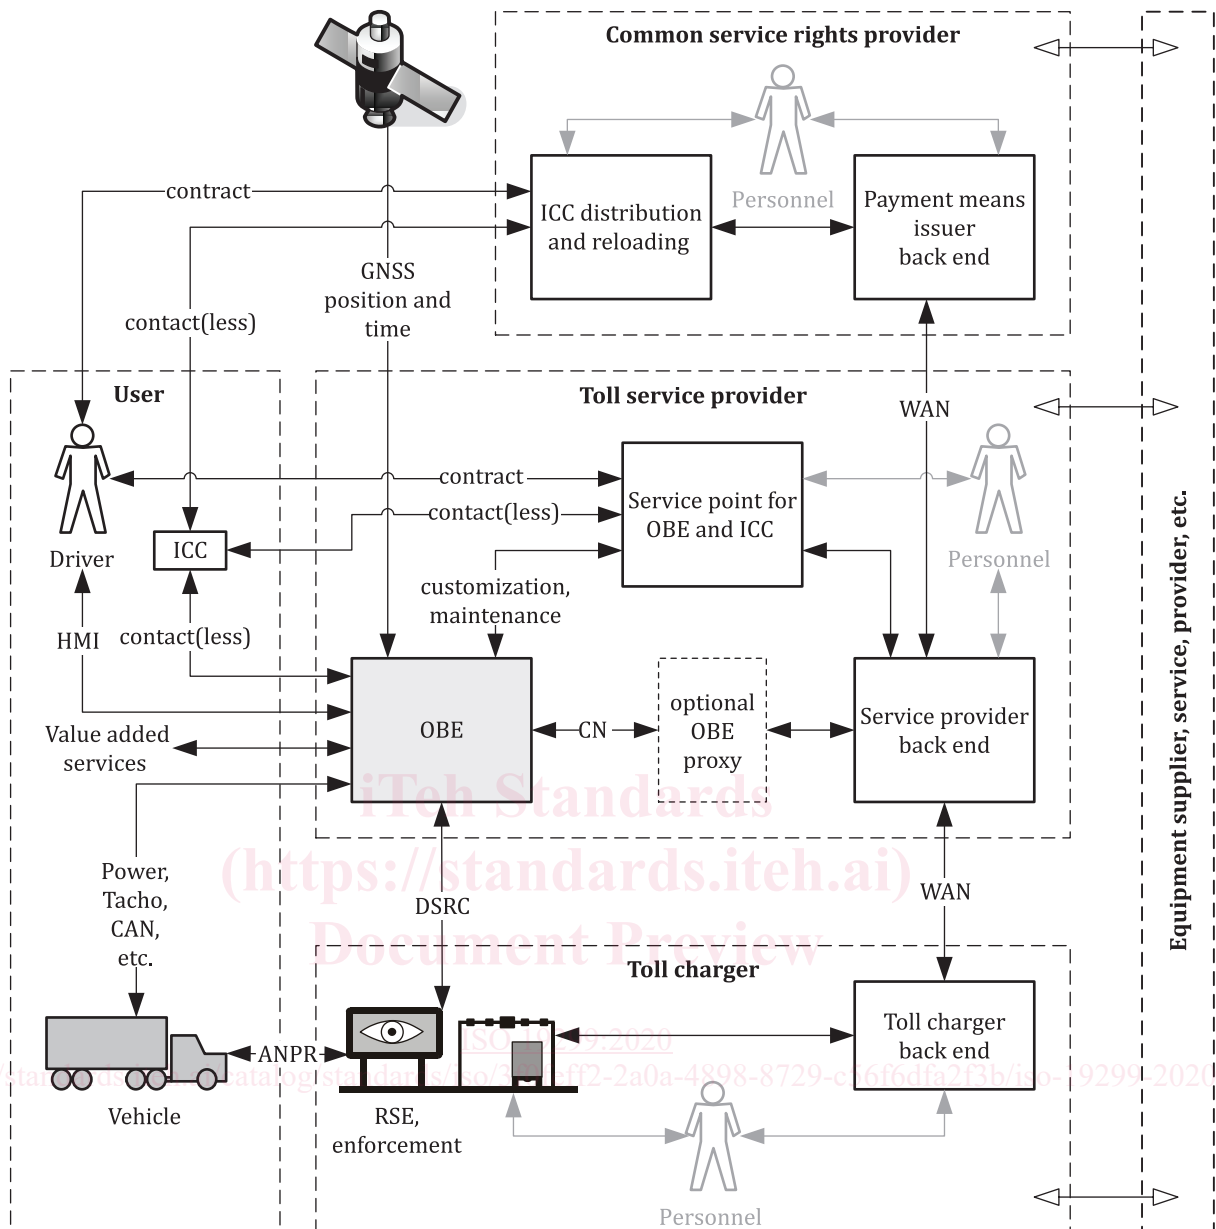 Common service rights provider
Personnel
ICC distribution
and reloading
Payment means
issuer
back end
contract
GNSS
position and
time
contact(less)
User
Toll service provider
WAN
contract
Service point for
OBE and ICC
contact(less)
Driver
ICC
Personnel
customization,
maintenance
HMI
contact(less)
OBE
CN
optional
OBE
proxy
Service provider
back end
Value added
services
iTeh Standards
(https://standards.iteh.ai)
Document Preview
Power,
Tacho,
CAN,
etc.
DSRC
WAN
Toll charger
Toll charger
back end
ANPR
ISO 19299:2020
Vehicle
RSE,
enforcement
Personnel
Equipment supplier, service, provider, etc.